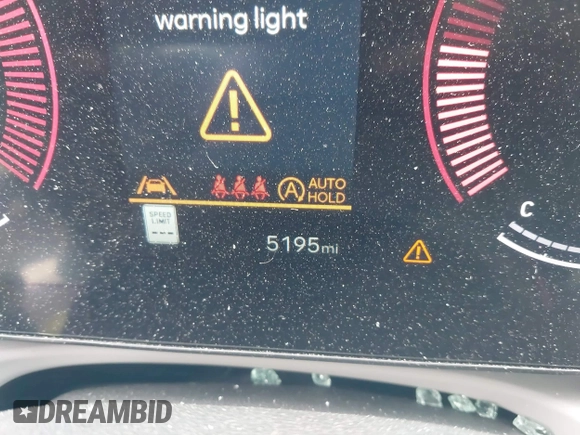 warning light
AUTO
HOLD
A
SPEED
LIMIT
---
5195mi
C
DREAMBID